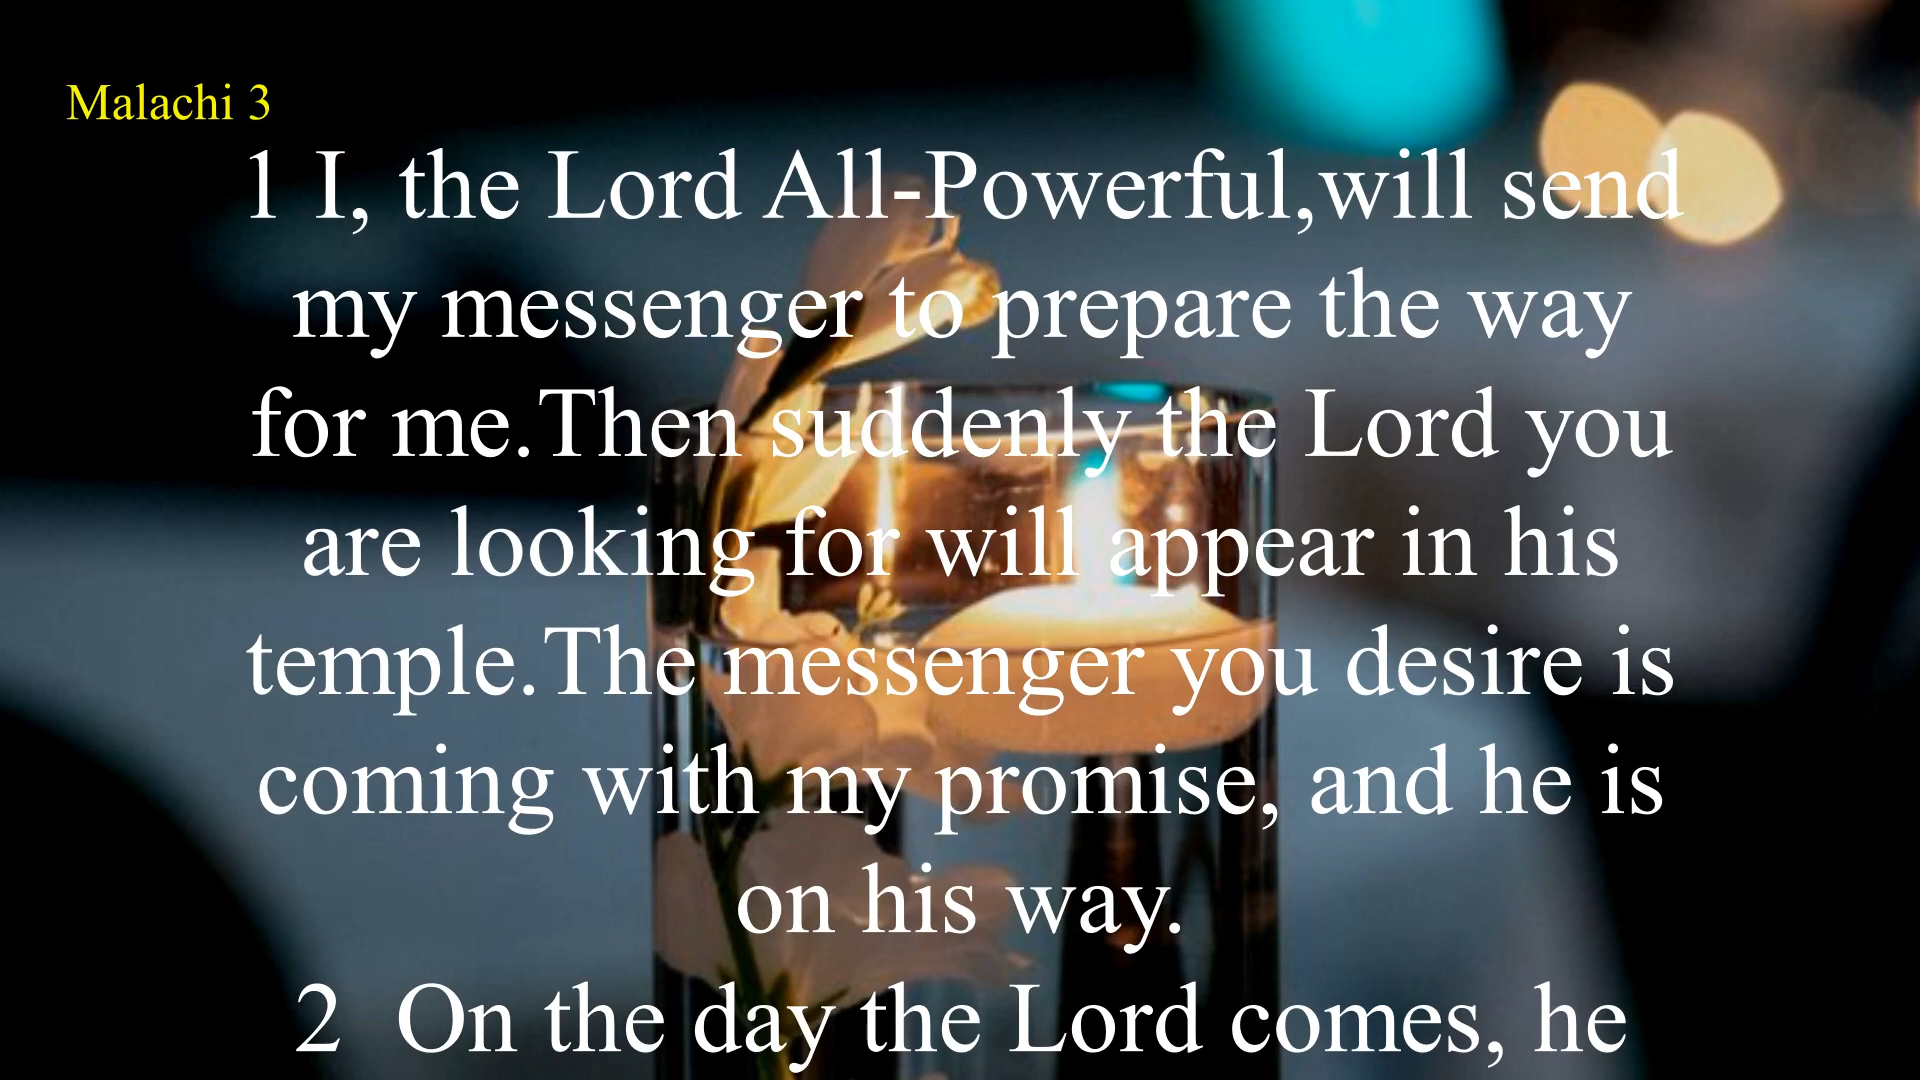 Malachi 3
1 I, the Lord All-Powerful,will send
my messenger to prepare the way
for me.Then suddenly the Lord you
are looking for will appear in his
temple.The messenger you desire is
coming with my promise, and he is
on his way.
2  On the day the Lord comes, he